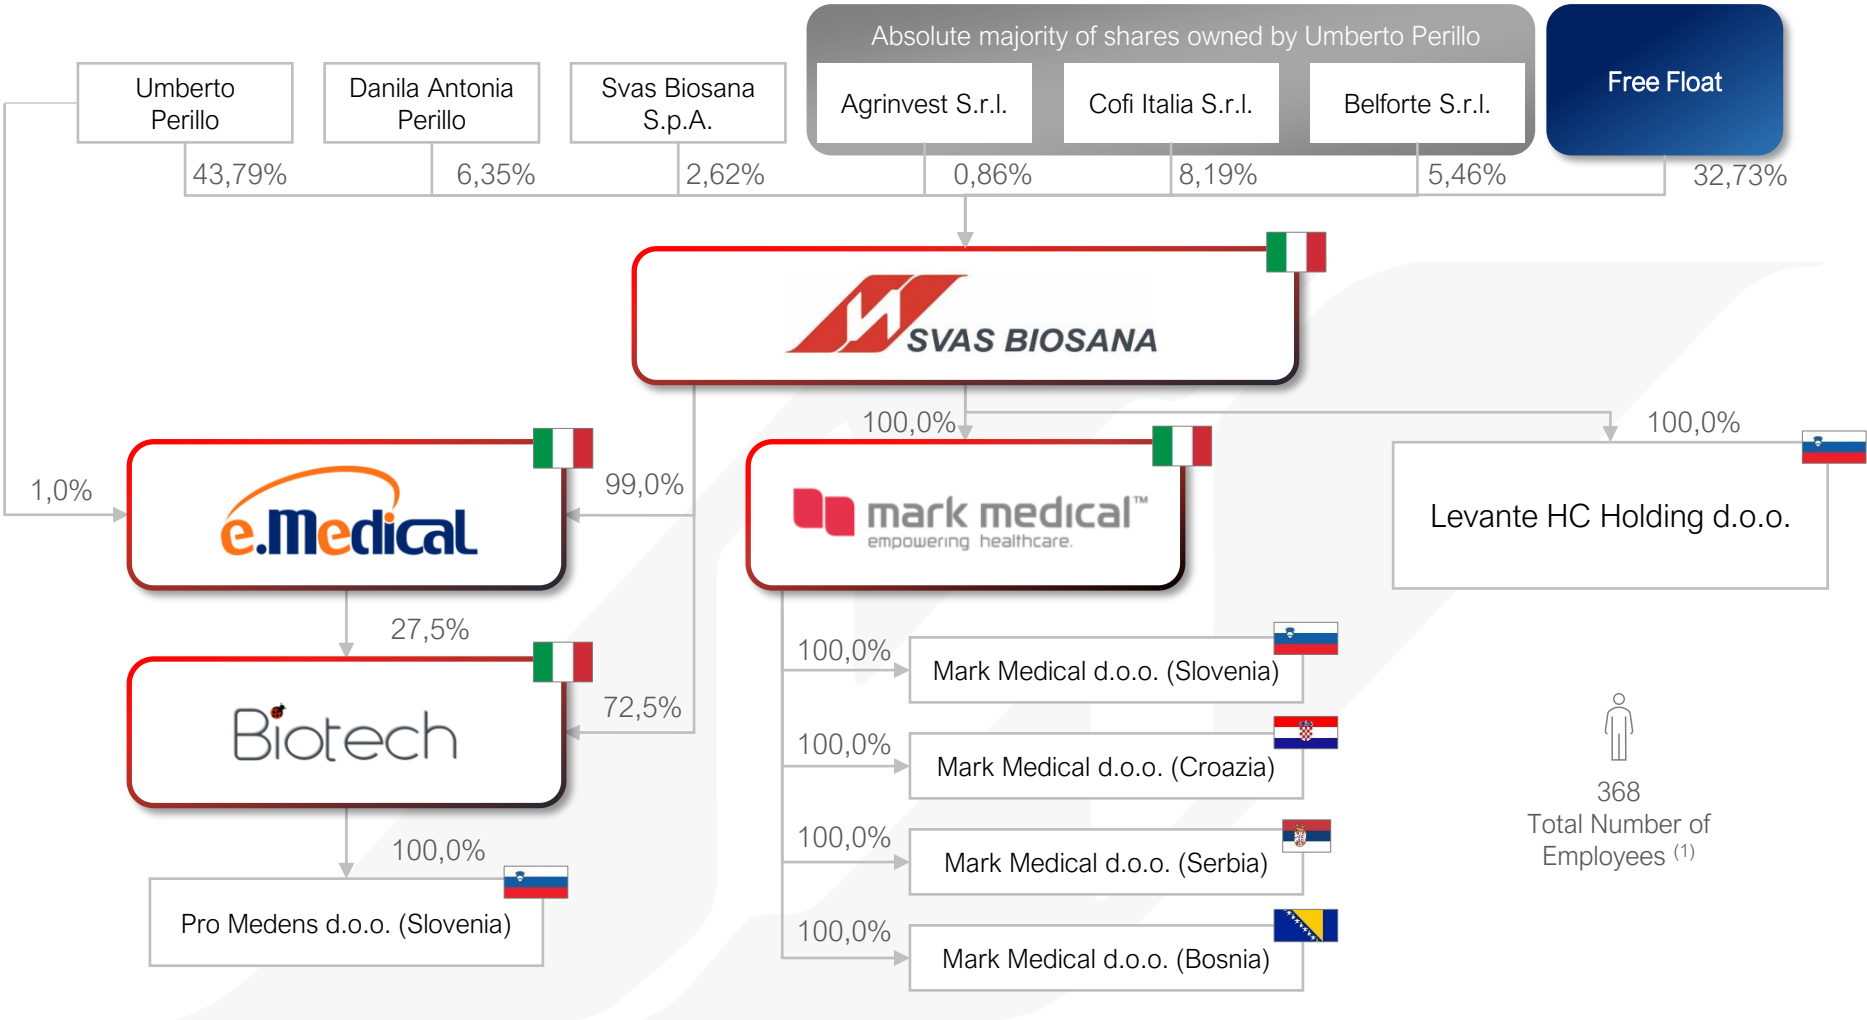 Absolute majority of shares owned by Umberto Perillo
Umberto
Perillo
Danila Antonia
Perillo
Svas Biosana
S.p.A.
Agrinvest S.r.l.
Cofi Italia S.r.l.
Belforte S.r.l.
Free Float
43,79%
6,35%
2,62%
0,86%
8,19%
5,46%
32,73%
SVAS BIOSANA
100,0%
100,0%
1,0%
e.Medical
99,0%
mark medical™
empowering healthcare.
Levante HC Holding d.o.o.
27,5%
Biotech
72,5%
100,0%
Mark Medical d.o.o. (Slovenia)
100,0%
Mark Medical d.o.o. (Croazia)
100,0%
Mark Medical d.o.o. (Serbia)
100,0%
Mark Medical d.o.o. (Bosnia)
100,0%
Pro Medens d.o.o. (Slovenia)
368
Total Number of
Employees (1)